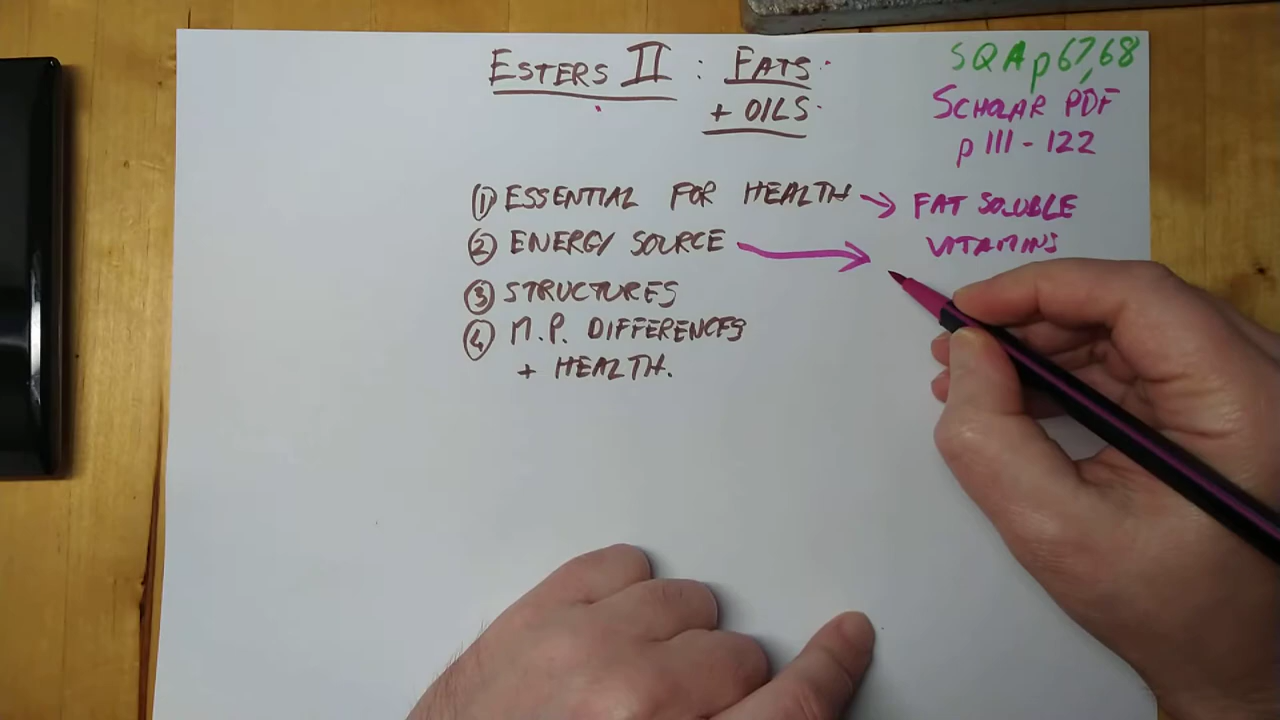 ESTERS II : FATS
+ OILS
SQA p67,68
SCHOLAR PDF
p 111 - 122
① ESSENTIAL FOR HEALTH → FAT SOLUBLE
VITAMINS
② ENERGY SOURCE →
③ STRUCTURES
④ M.P. DIFFERENCES
+ HEALTH.